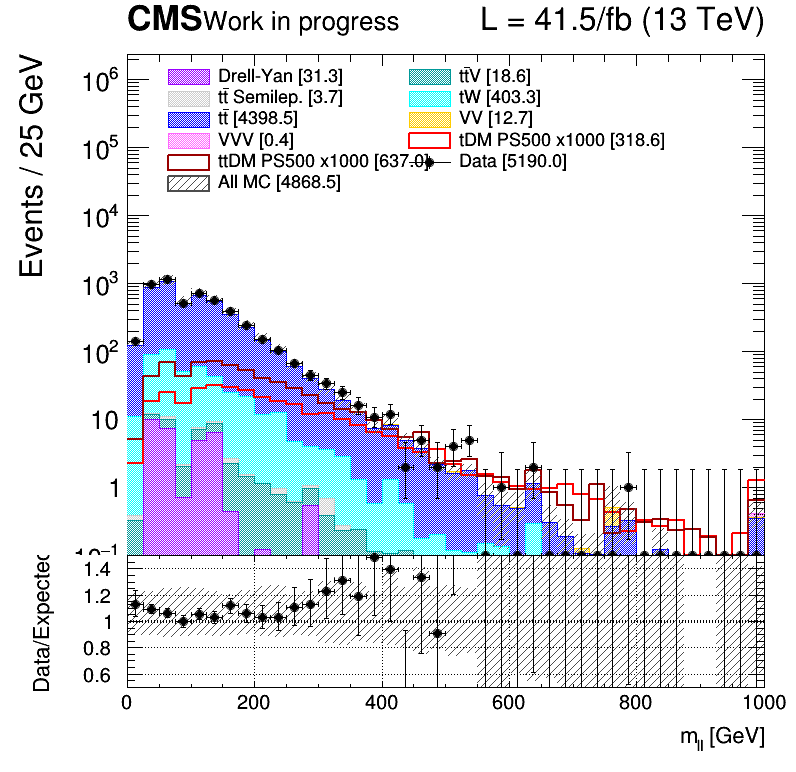 CMS Work in progress L = 41.5/fb (13 TeV)
Events / 25 GeV
10⁶
10⁵
10⁴
10³
10²
10
1
10⁻¹
Drell-Yan [31.3]
tt̄ Semilep. [3.7]
tt̄ [4398.5]
VVV [0.4]
ttDM PS500 x1000 [637.0]
All MC [4868.5]
tt̄V [18.6]
tW [403.3]
VV [12.7]
tDM PS500 x1000 [318.6]
Data [5190.0]
Data/Expected
1.4
1.2
1
0.8
0.6
0 200 400 600 800 1000
m_ll [GeV]